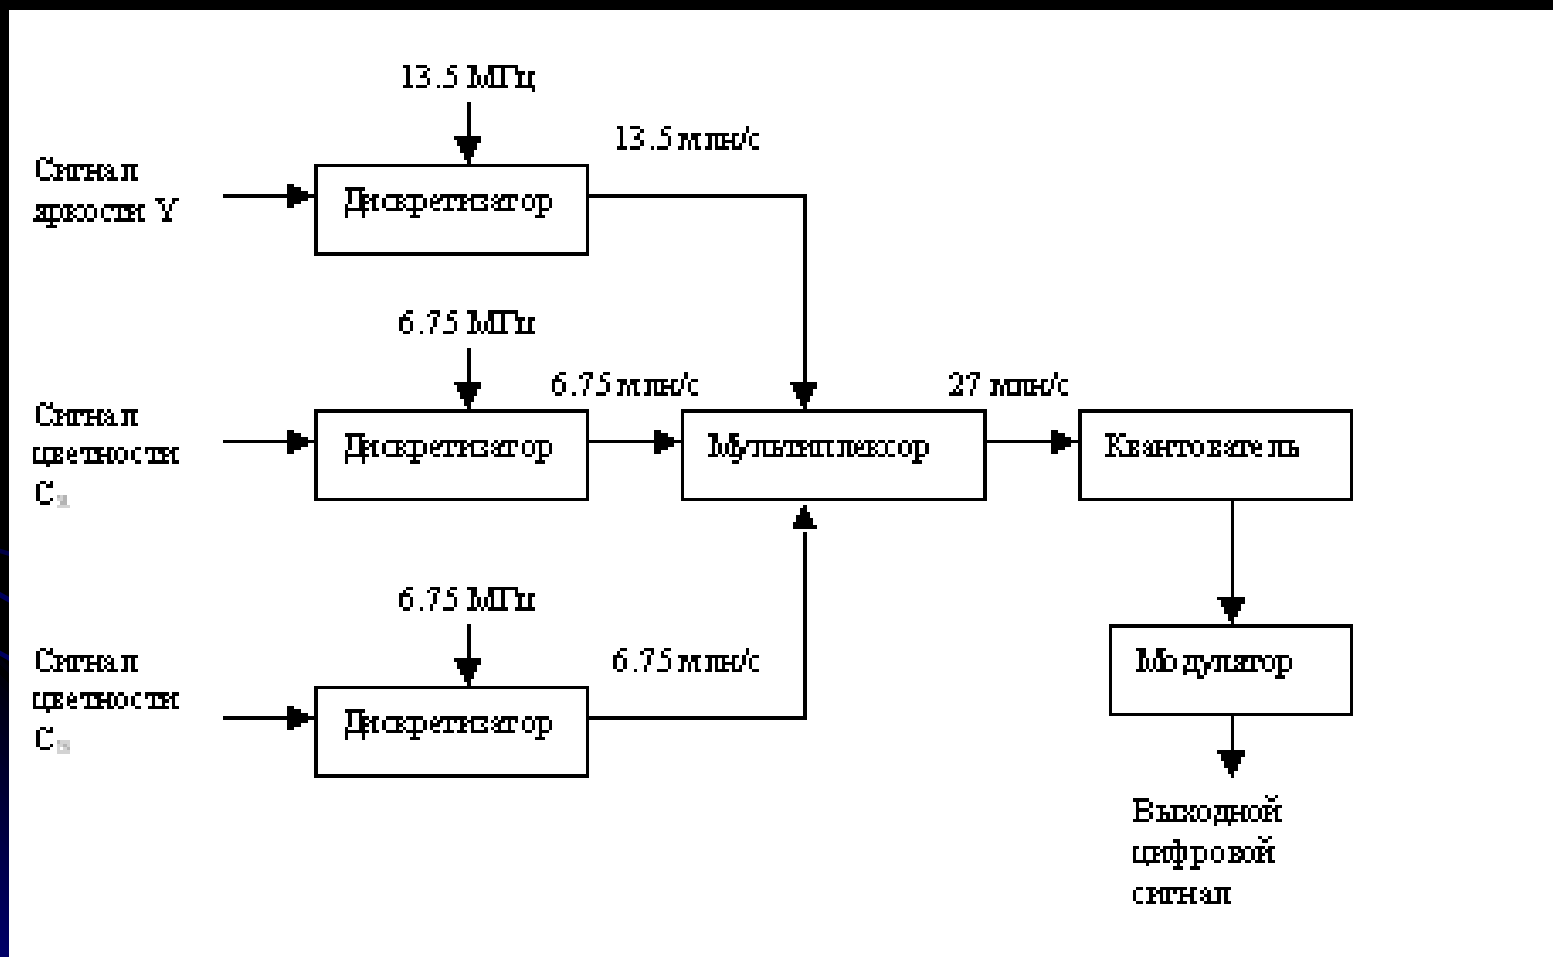 13.5 МГц
13.5 млн/с
Сигнал
яркости Y
Дискретизатор
6.75 МГц
6.75 млн/с
27 млн/с
Сигнал
цветности
C
Дискретизатор
Мультиплексор
Квантователь
6.75 МГц
6.75 млн/с
Сигнал
цветности
C
Дискретизатор
Модулятор
Выходной
цифровой
сигнал